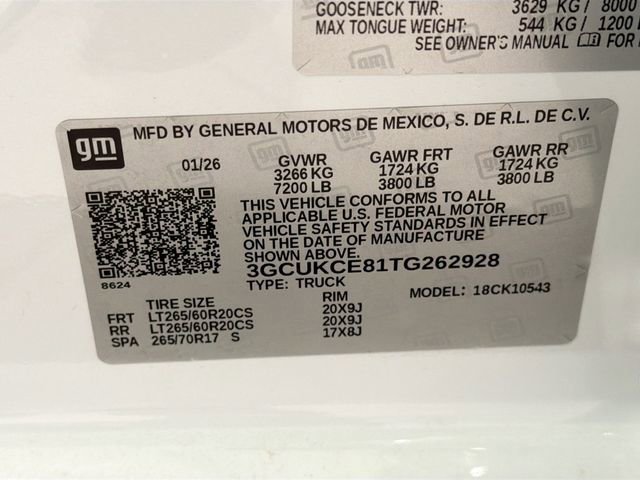 GOOSENECK TWR: 3629 KG / 8000
MAX TONGUE WEIGHT: 544 KG / 1200
SEE OWNER'S MANUAL FOR
gm
MFD BY GENERAL MOTORS DE MEXICO, S. DE R.L. DE C.V.
01/26 GVWR GAWR FRT GAWR RR
3266 KG 1724 KG 1724 KG
7200 LB 3800 LB 3800 LB
THIS VEHICLE CONFORMS TO ALL
APPLICABLE U.S. FEDERAL MOTOR
VEHICLE SAFETY STANDARDS IN EFFECT
ON THE DATE OF MANUFACTURE
SHOWN ABOVE.
3GCUKCE81TG262928
8624
TYPE: TRUCK MODEL: 18CK10543
TIRE SIZE RIM
FRT LT265/60R20CS 20X9J
RR LT265/60R20CS 20X9J
SPA 265/70R17 S 17X8J